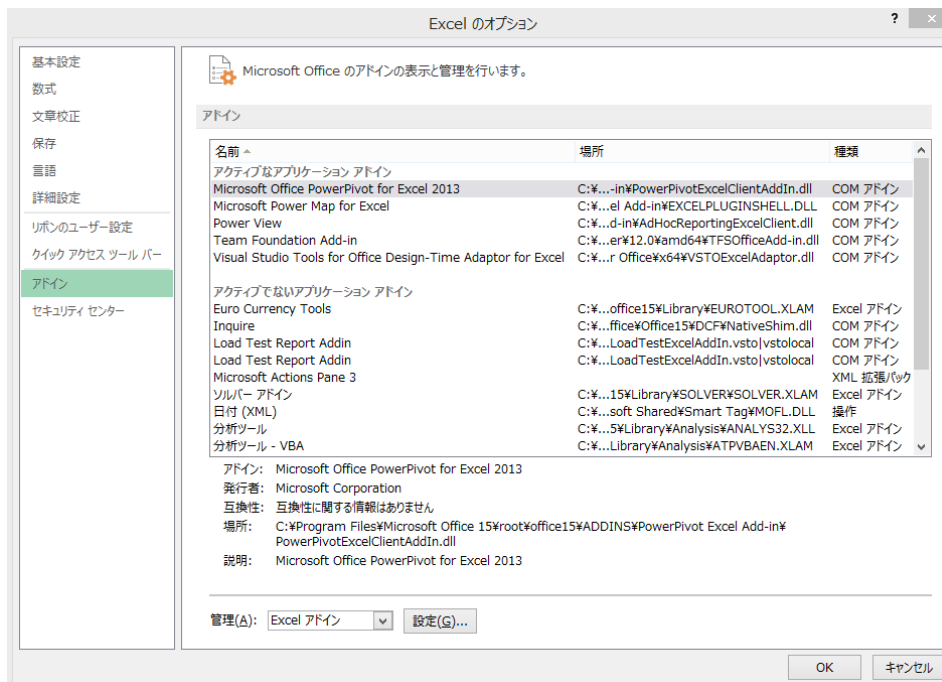 Excel のオプション
?
基本設定
数式
文章校正
保存
言語
詳細設定
リボンのユーザー設定
クイック アクセス ツール バー
アドイン
セキュリティ センター
Microsoft Office のアドインの表示と管理を行います。
アドイン
名前 場所 種類
アクティブなアプリケーション アドイン
Microsoft Office PowerPivot for Excel 2013 C:¥...-in¥PowerPivotExcelClientAddIn.dll COM アドイン
Microsoft Power Map for Excel C:¥...el Add-in¥EXCELPLUGINSHELL.DLL COM アドイン
Power View C:¥...d-in¥AdHocReportingExcelClient.dll COM アドイン
Team Foundation Add-in C:¥...er¥12.0¥amd64¥TFSOfficeAdd-in.dll COM アドイン
Visual Studio Tools for Office Design-Time Adaptor for Excel C:¥...r Office¥x64¥VSTOExcelAdaptor.dll COM アドイン
アクティブでないアプリケーション アドイン
Euro Currency Tools C:¥...office15¥Library¥EUROTOOL.XLAM Excel アドイン
Inquire C:¥...ffice¥Office15¥DCF¥NativeShim.dll COM アドイン
Load Test Report Addin C:¥...LoadTestExcelAddIn.vsto|vstolocal COM アドイン
Load Test Report Addin C:¥...LoadTestExcelAddIn.vsto|vstolocal COM アドイン
Microsoft Actions Pane 3 XML 拡張パック
ソルバー アドイン C:¥...15¥Library¥SOLVER¥SOLVER.XLAM Excel アドイン
日付 (XML) C:¥...soft Shared¥Smart Tag¥MOFL.DLL 操作
分析ツール C:¥...5¥Library¥Analysis¥ANALYS32.XLL Excel アドイン
分析ツール - VBA C:¥...Library¥Analysis¥ATPVBAEN.XLAM Excel アドイン
アドイン: Microsoft Office PowerPivot for Excel 2013
発行者: Microsoft Corporation
互換性: 互換性に関する情報はありません
場所: C:¥Program Files¥Microsoft Office 15¥root¥office15¥ADDINS¥PowerPivot Excel Add-in¥
PowerPivotExcelClientAddIn.dll
説明: Microsoft Office PowerPivot for Excel 2013
管理(A): Excel アドイン 設定(G)...
OK キャンセル